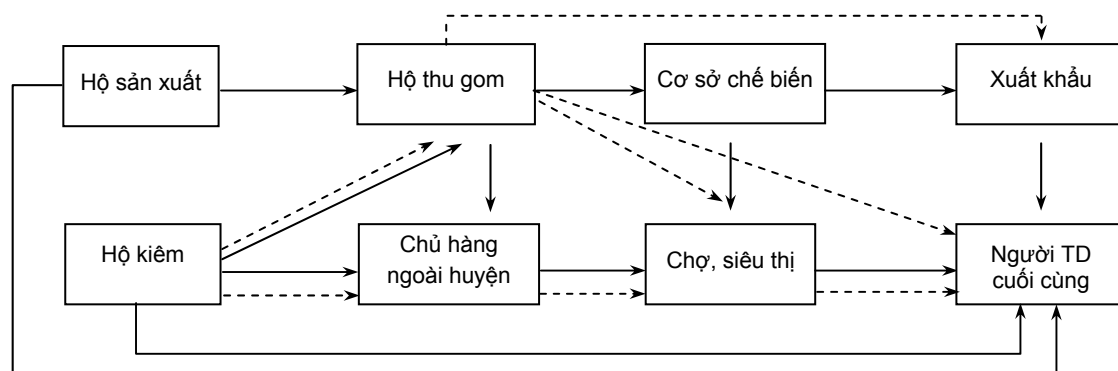 Hộ sản xuất
Hộ thu gom
Cơ sở chế biến
Xuất khẩu
Hộ kiêm
Chủ hàng
ngoài huyện
Chợ, siêu thị
Người TD
cuối cùng